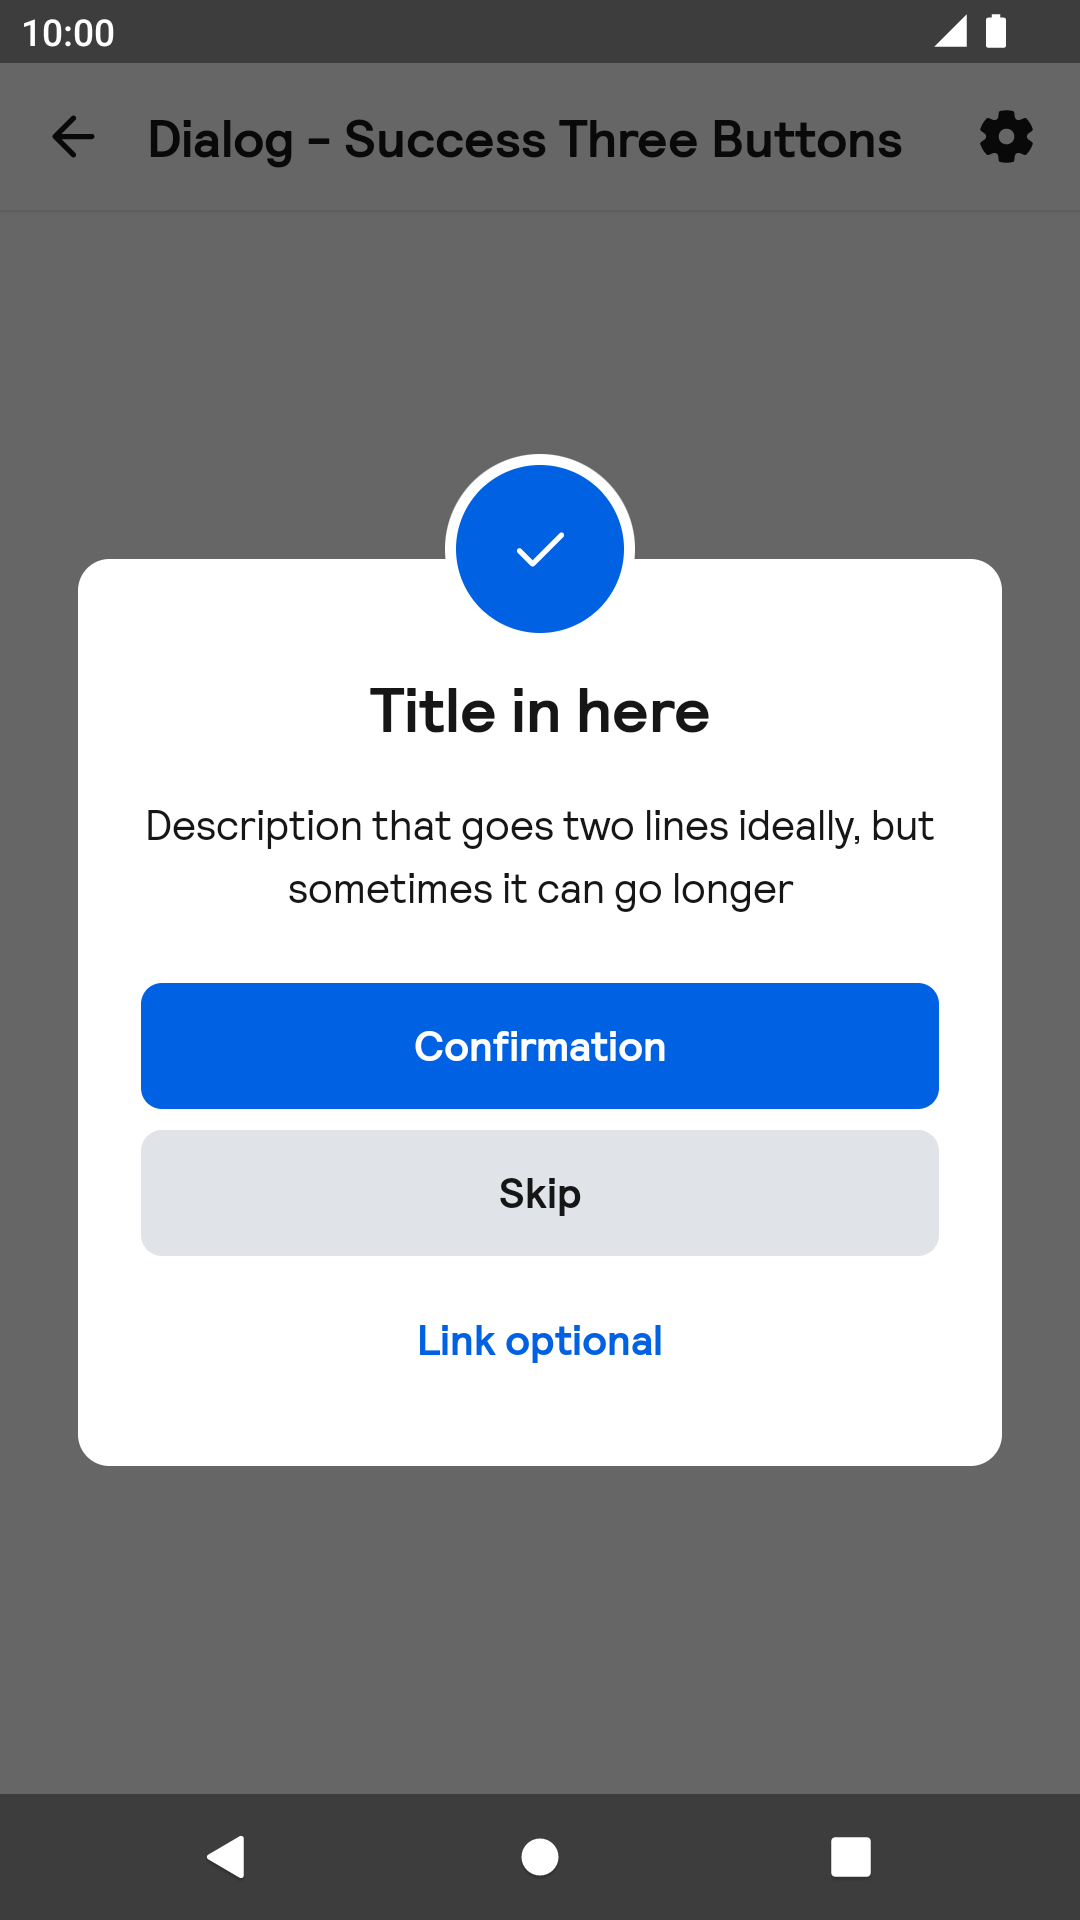 10:00
Dialog - Success Three Buttons
Title in here
Description that goes two lines ideally, but
sometimes it can go longer
Confirmation
Skip
Link optional